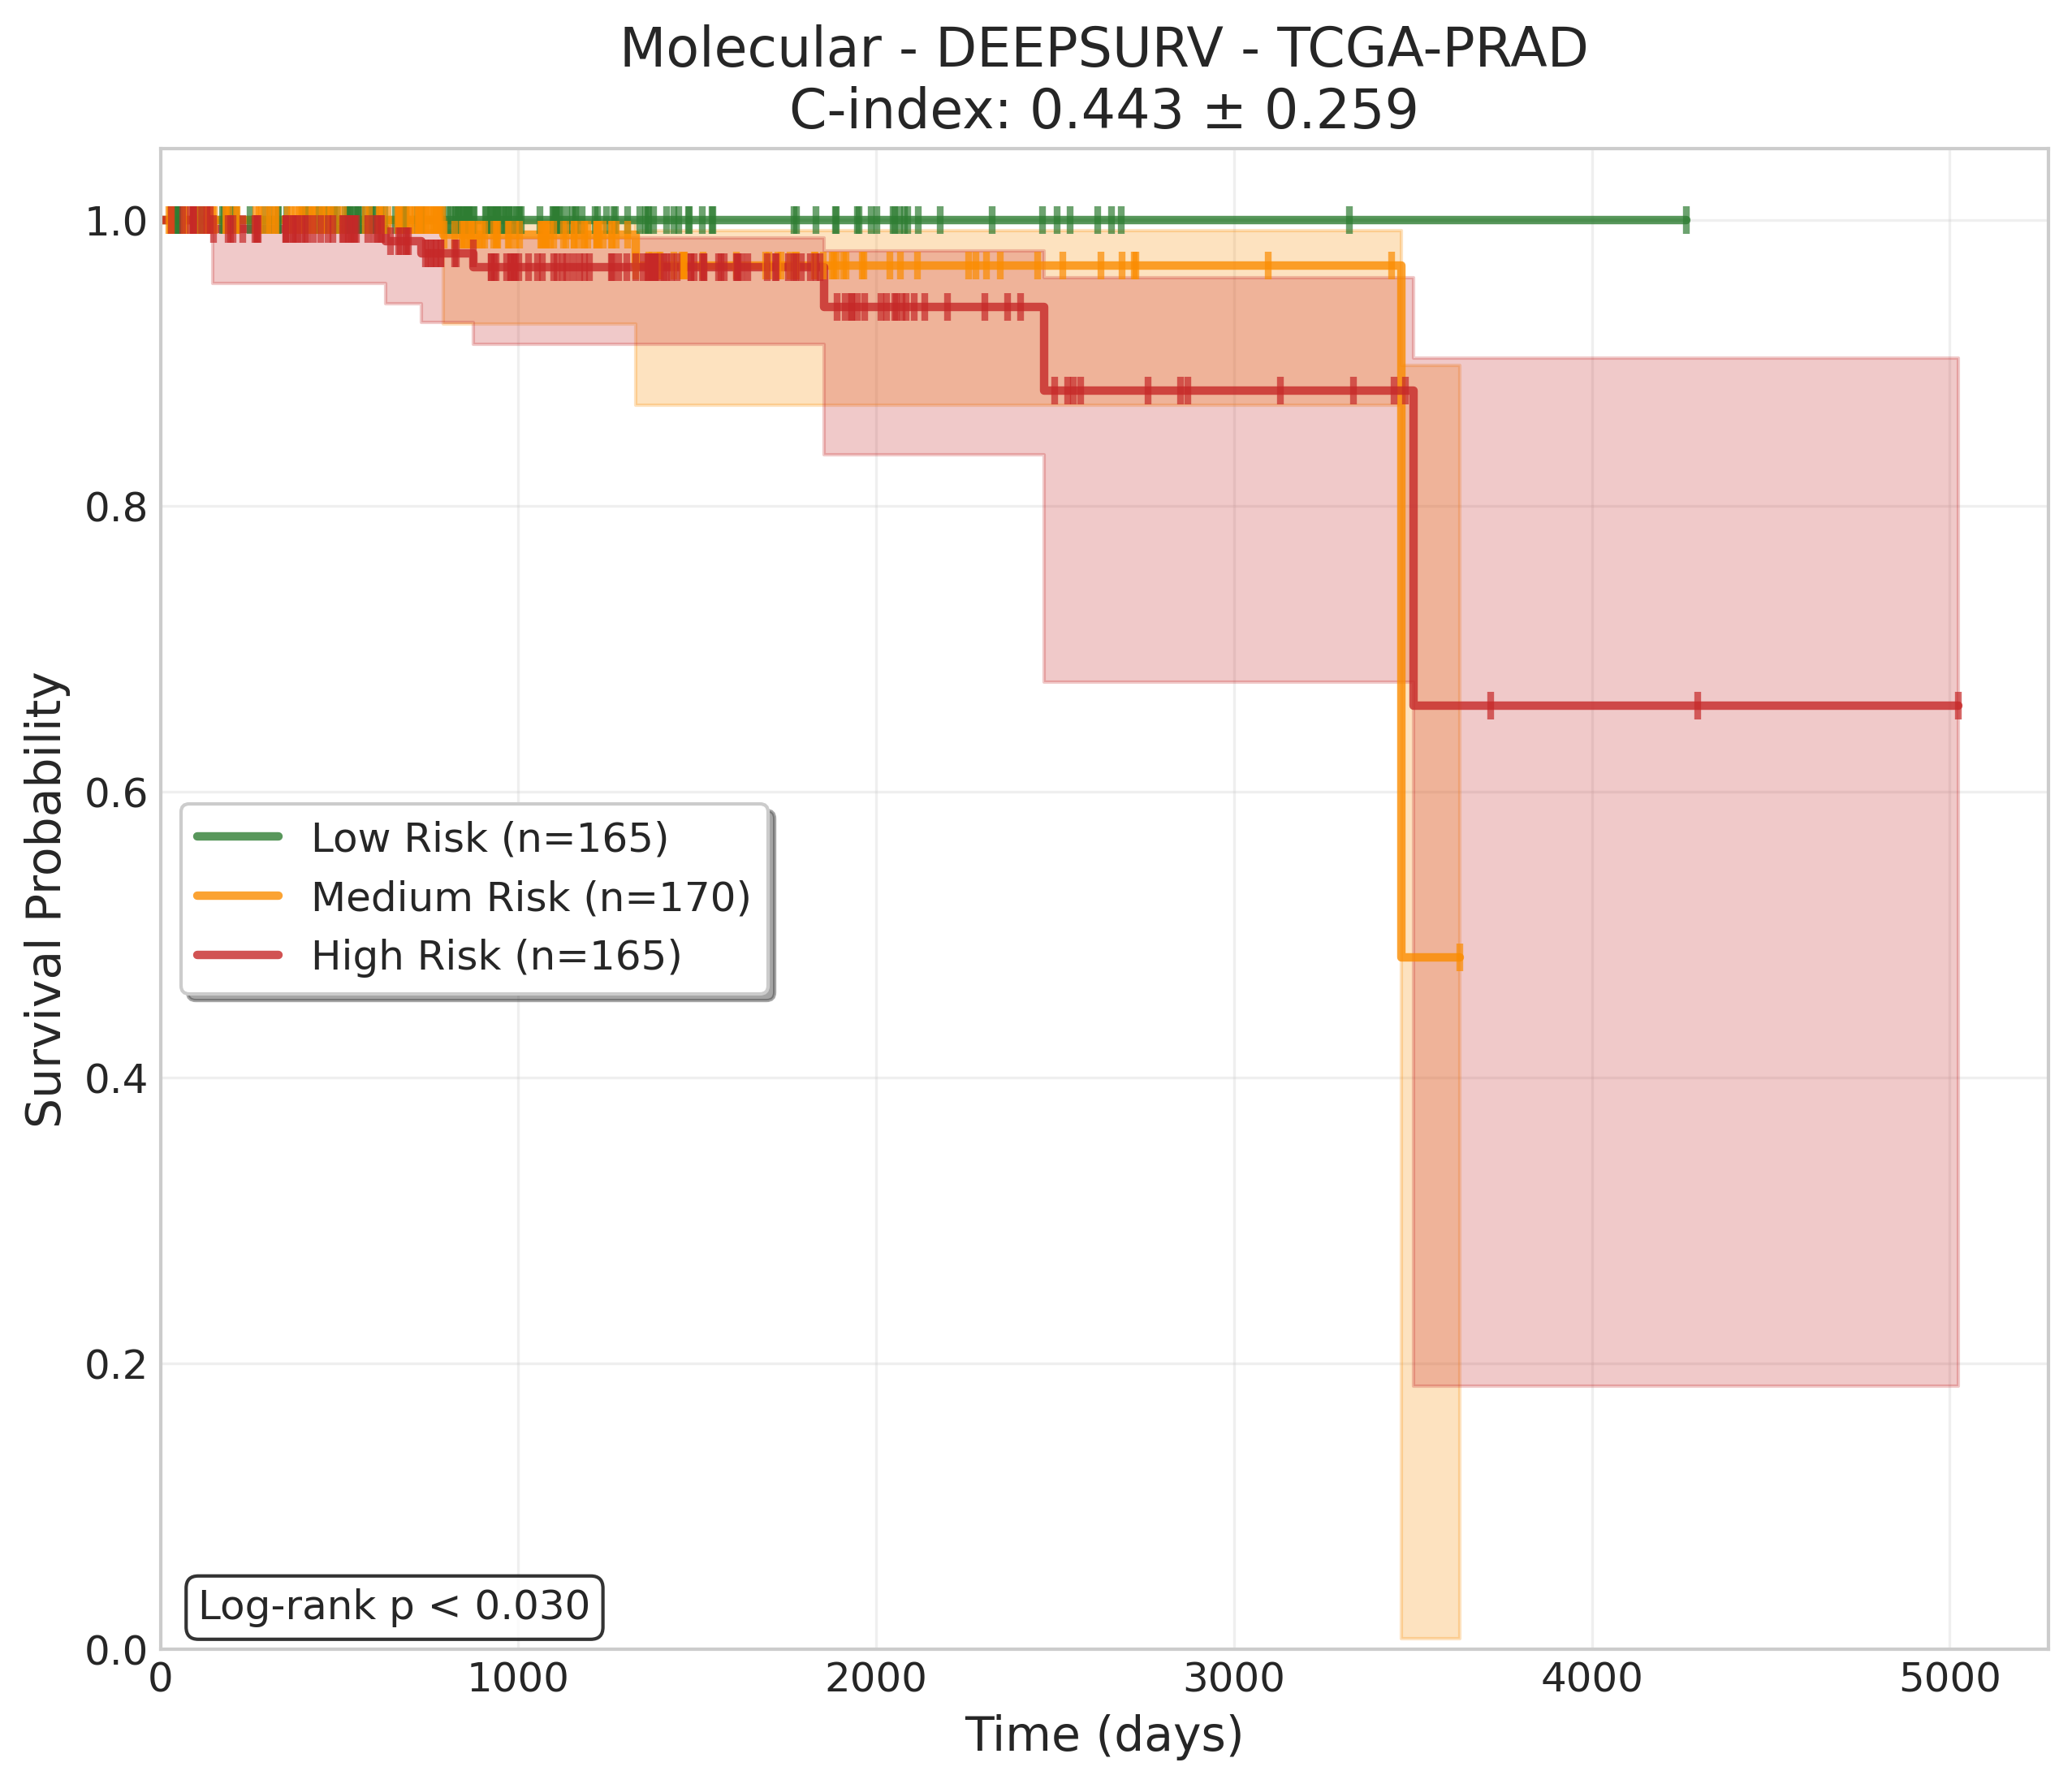 Molecular - DEEPSURV - TCGA-PRAD
C-index: 0.443 ± 0.259
Survival Probability
1.0
0.8
0.6
0.4
0.2
0.0
Low Risk (n=165)
Medium Risk (n=170)
High Risk (n=165)
Log-rank p < 0.030
0 1000 2000 3000 4000 5000
Time (days)